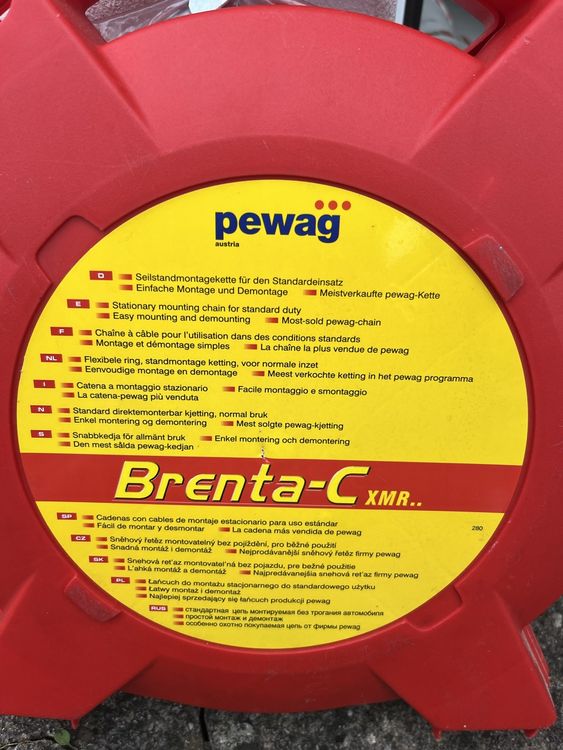 pewag
austria
D Seilstandmontagekette für den Standardeinsatz
Einfache Montage und Demontage Meistverkaufte pewag-Kette
E Stationary mounting chain for standard duty
Easy mounting and demounting Most-sold pewag-chain
F Chaîne à câble pour l'utilisation dans des conditions standards
Montage et démontage simples La chaîne la plus vendue de pewag
NL Flexibele ring, standmontage ketting, voor normale inzet
Eenvoudige montage en demontage Meest verkochte ketting in het pewag programma
I Catena a montaggio stazionario Facile montaggio e smontaggio
La catena-pewag più venduta
N Standard direktemonterbar kjetting, normal bruk
Enkel montering og demontering Mest solgte pewag-kjetting
S Snabbkedja för allmänt bruk Enkel montering och demontering
Den mest sålda pewag-kedjan
Brenta-C XMR..
SP Cadenas con cables de montaje estacionario para uso estándar
Fácil de montar y desmontar La cadena más vendida de pewag
280
CZ Sněhový řetěz montovatelný bez pojíždění, pro běžné použití
Snadná montáž i demontáž Nejprodávanější sněhový řetěz firmy pewag
SK Snehová reťaz montovateľná bez pojazdu, pre bežné použitie
L'ahká montáž a demontáž Najpredávanejšia snehová reťaz firmy pewag
PL Łańcuch do montażu stacjonarnego do standardowego użytku
Łatwy montaż i demontaż
Najlepiej sprzedający się łańcuch produkcji pewag
RUS стандартная цепь монтируемая без трогания автомобиля
простой монтаж и демонтаж
особенно охотно покупаемая цепь от фирмы pewag